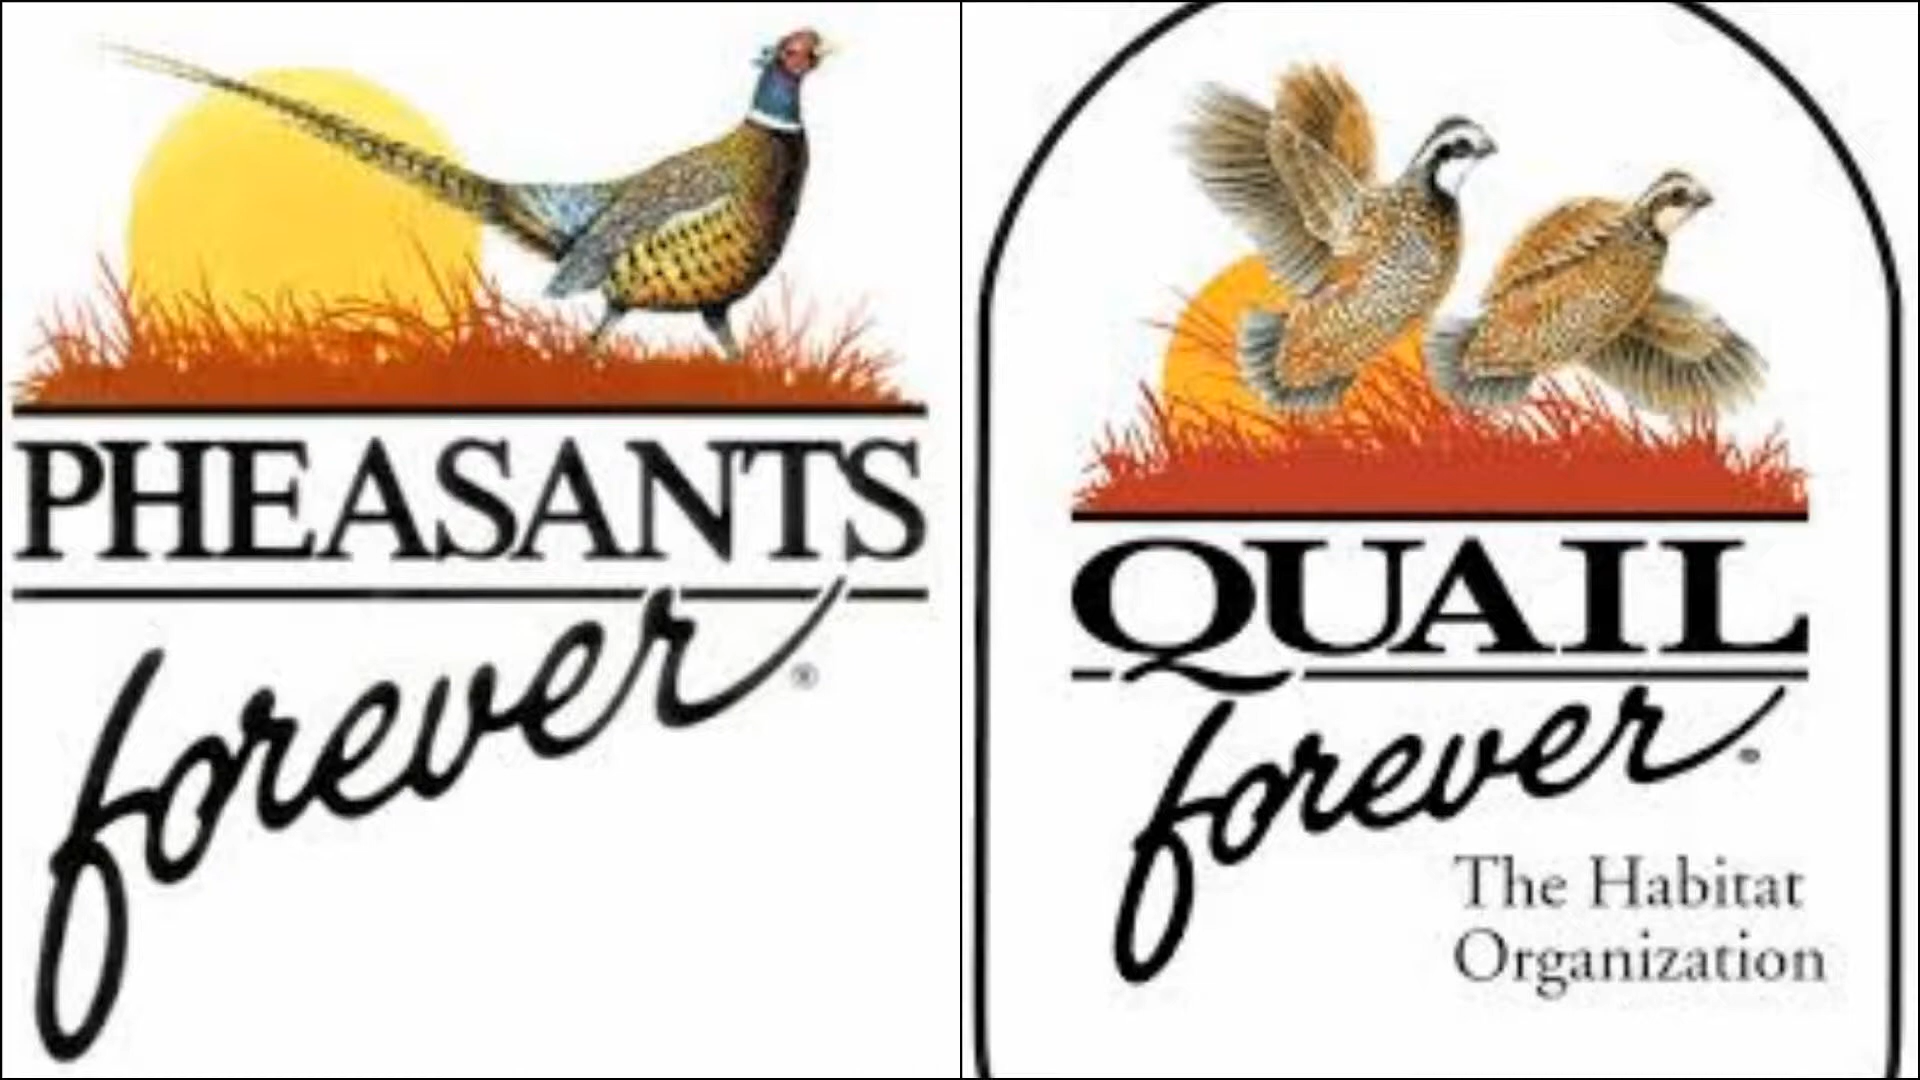 PHEASANTS
forever®
QUAIL
forever®
The Habitat
Organization